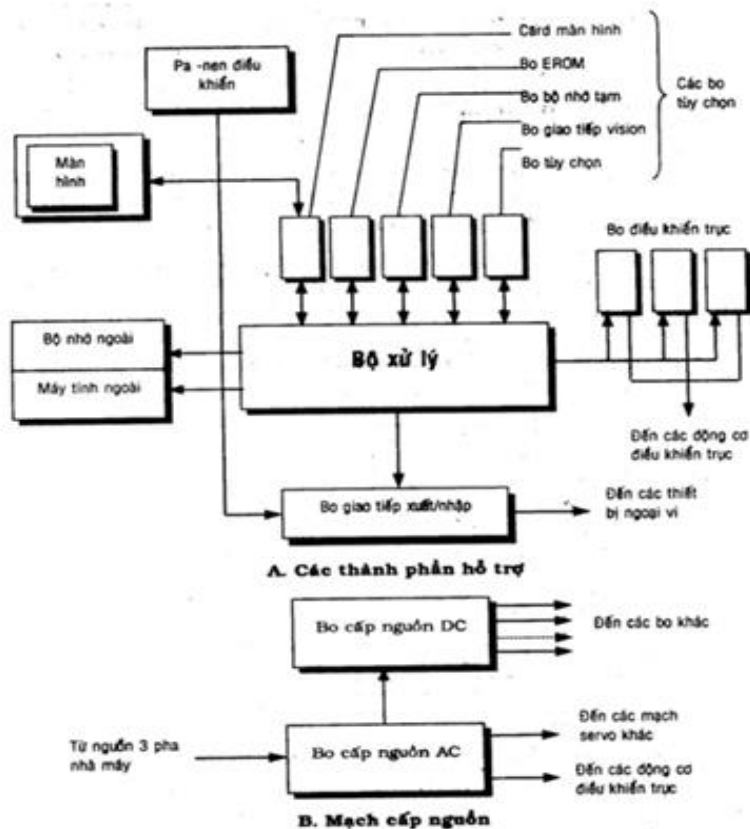 Card màn hình
Pa -nen điều
khiển
Bo EROM
Bo bộ nhớ tạm
Các bo
tùy chọn
Bo giao tiếp vision
Màn
hình
Bo tùy chọn
Bo điều khiển trục
Bộ nhớ ngoài
Bộ xử lý
Máy tính ngoài
Đến các động cơ
điều khiển trục
Bo giao tiếp xuất/nhập
Đến các thiết
bị ngoại vi
A. Các thành phần hỗ trợ
Bo cấp nguồn DC
Đến các bo khác
Từ nguồn 3 pha
nhà máy
Bo cấp nguồn AC
Đến các mạch
servo khác
Đến các động cơ
điều khiển trục
B. Mạch cấp nguồn